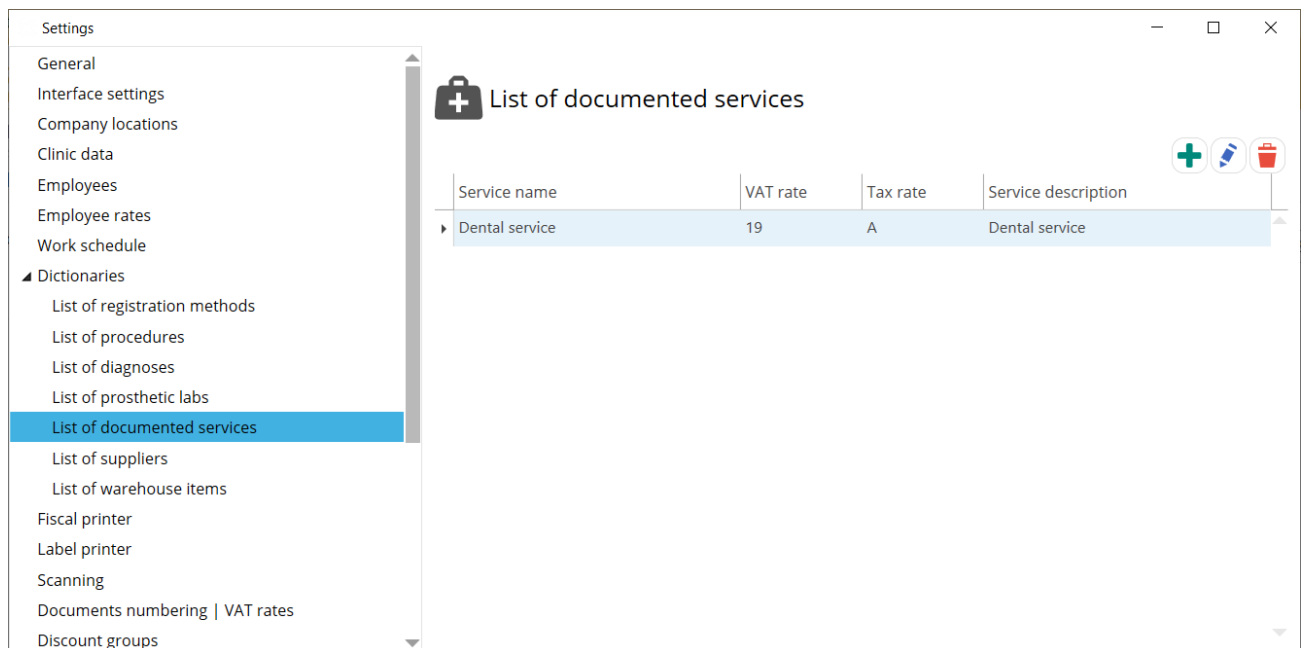 Settings
General
Interface settings
Company locations
Clinic data
Employees
Employee rates
Work schedule
Dictionaries
List of registration methods
List of procedures
List of diagnoses
List of prosthetic labs
List of documented services
List of suppliers
List of warehouse items
Fiscal printer
Label printer
Scanning
Documents numbering | VAT rates
Discount groups
List of documented services
Service name VAT rate Tax rate Service description
Dental service 19 A Dental service